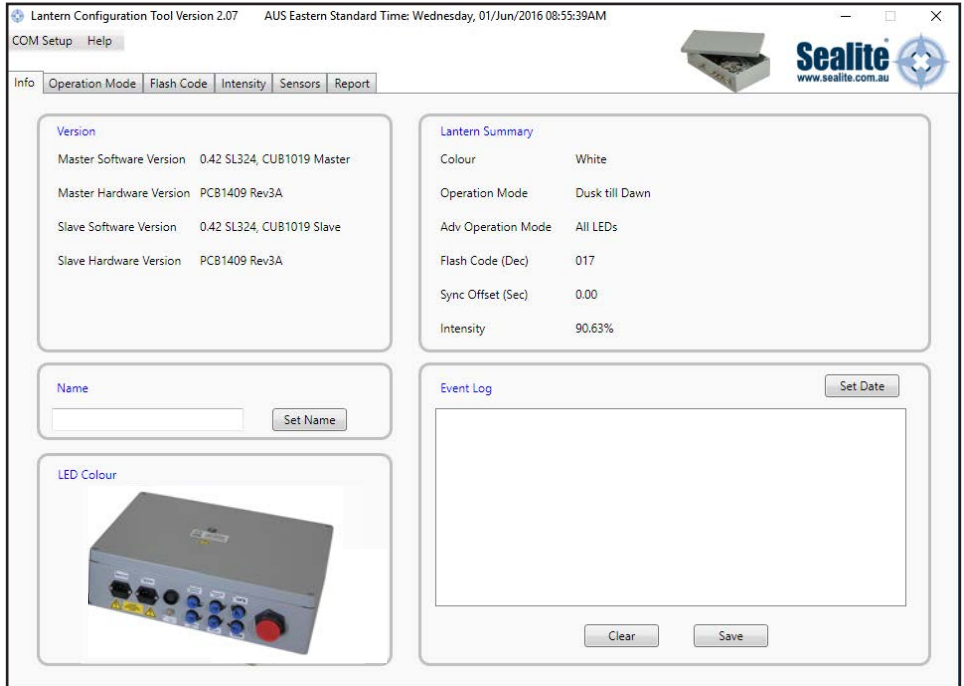 Lantern Configuration Tool Version 2.07 AUS Eastern Standard Time: Wednesday, 01/Jun/2016 08:55:39AM
COM Setup Help
Sealite
www.sealite.com.au
Info Operation Mode Flash Code Intensity Sensors Report
Version
Master Software Version 0.42 SL324, CUB1019 Master
Master Hardware Version PCB1409 Rev3A
Slave Software Version 0.42 SL324, CUB1019 Slave
Slave Hardware Version PCB1409 Rev3A
Lantern Summary
Colour White
Operation Mode Dusk till Dawn
Adv Operation Mode All LEDs
Flash Code (Dec) 017
Sync Offset (Sec) 0.00
Intensity 90.63%
Name
Set Name
LED Colour
Event Log
Set Date
Clear Save